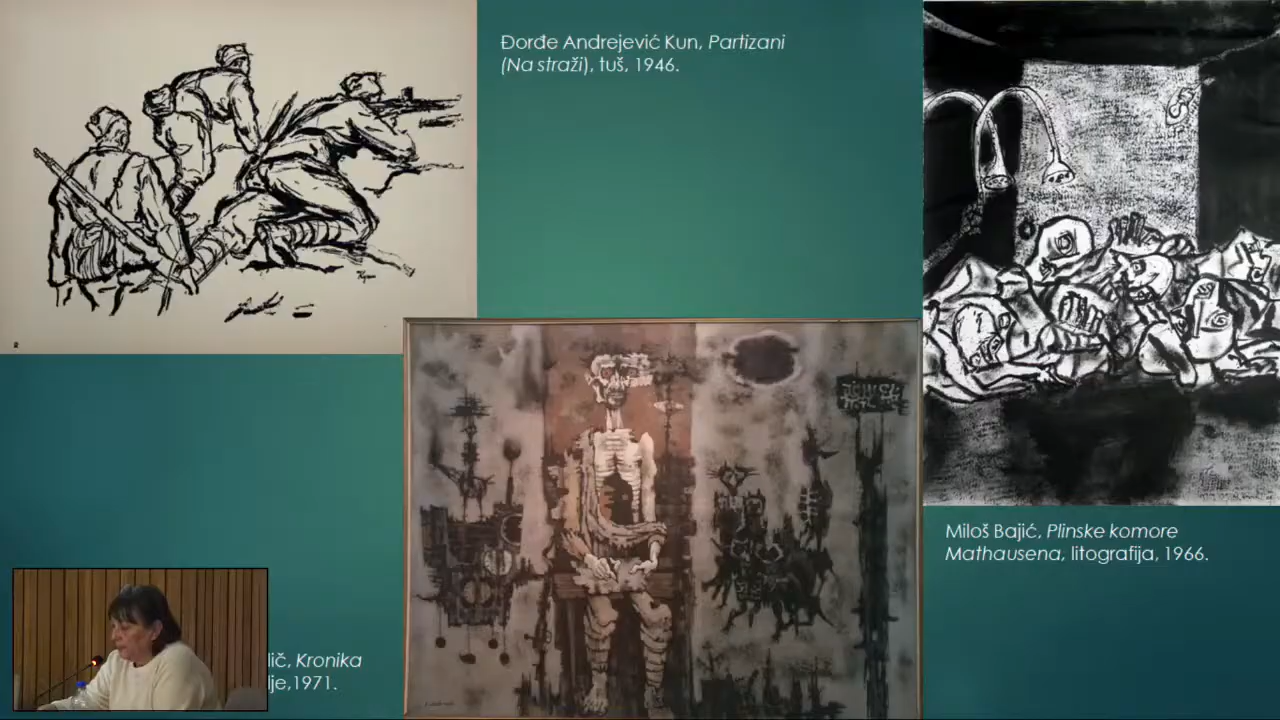 Đorđe Andrejević Kun, Partizani
(Na straži), tuš, 1946.
Miloš Bajić, Plinske komore
Mathausena, litografija, 1966.
lič, Kronika
lje,1971.